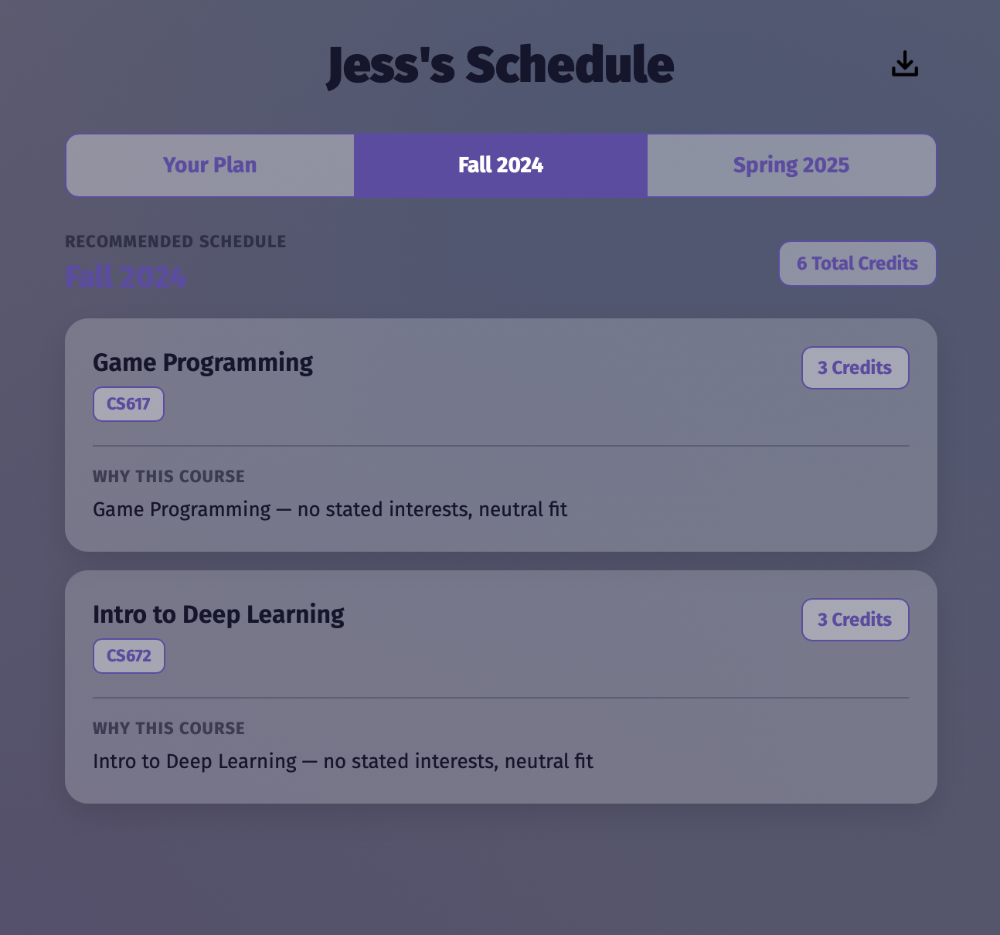 Jess's Schedule
Your Plan
Fall 2024
Spring 2025
RECOMMENDED SCHEDULE
Fall 2024
6 Total Credits
Game Programming
3 Credits
CS617
WHY THIS COURSE
Game Programming — no stated interests, neutral fit
Intro to Deep Learning
3 Credits
CS672
WHY THIS COURSE
Intro to Deep Learning — no stated interests, neutral fit